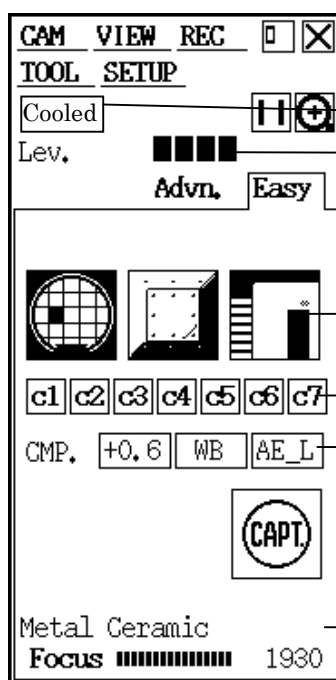 CAM VIEW REC
TOOL SETUP
Cooled
Lev.
Advn. Easy
c1 c2 c3 c4 c5 c6 c7
CMP. +0.6 WB AE_L
CAPT.
Metal Ceramic
Focus 1930